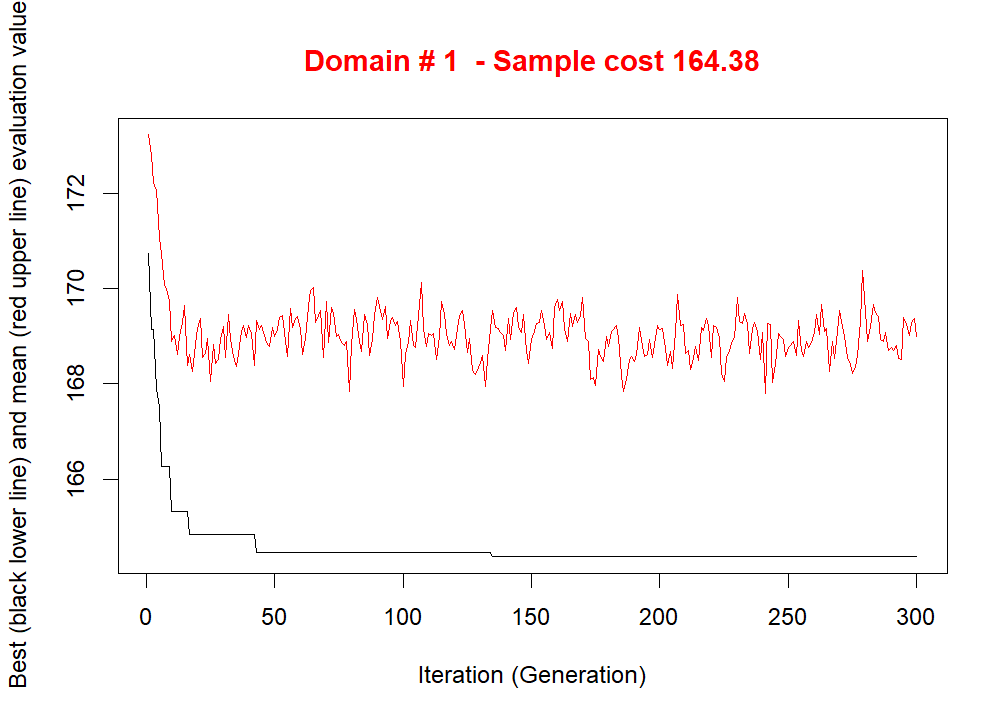 Domain # 1  - Sample cost 164.38
Best (black lower line) and mean (red upper line) evaluation value
172
170
168
166
0 50 100 150 200 250 300
Iteration (Generation)